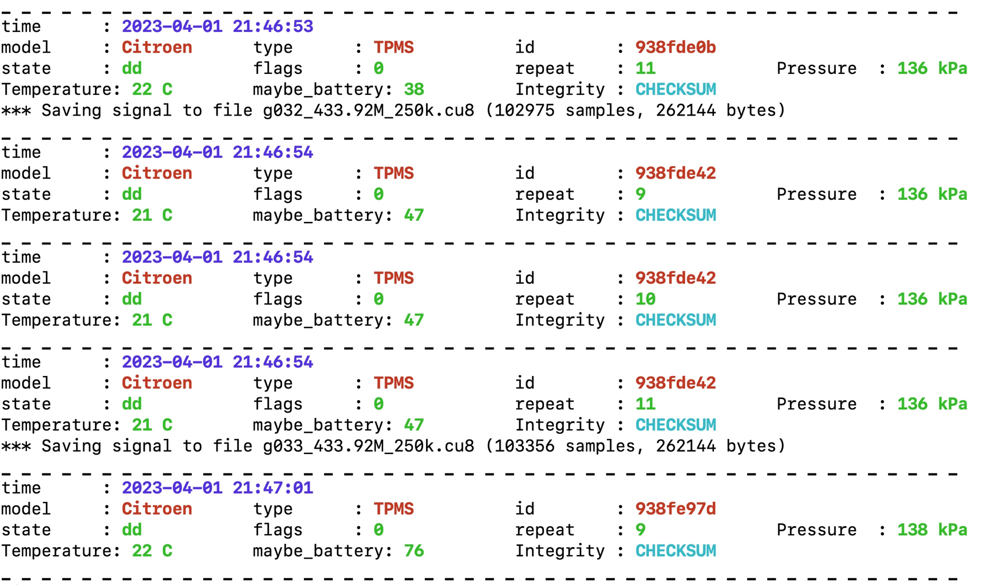 time : 2023-04-01 21:46:53
model : Citroen type : TPMS id : 938fde0b
state : dd flags : 0 repeat : 11 Pressure : 136 kPa
Temperature: 22 C maybe_battery: 38 Integrity : CHECKSUM
*** Saving signal to file g032_433.92M_250k.cu8 (102975 samples, 262144 bytes)
time : 2023-04-01 21:46:54
model : Citroen type : TPMS id : 938fde42
state : dd flags : 0 repeat : 9 Pressure : 136 kPa
Temperature: 21 C maybe_battery: 47 Integrity : CHECKSUM
time : 2023-04-01 21:46:54
model : Citroen type : TPMS id : 938fde42
state : dd flags : 0 repeat : 10 Pressure : 136 kPa
Temperature: 21 C maybe_battery: 47 Integrity : CHECKSUM
time : 2023-04-01 21:46:54
model : Citroen type : TPMS id : 938fde42
state : dd flags : 0 repeat : 11 Pressure : 136 kPa
Temperature: 21 C maybe_battery: 47 Integrity : CHECKSUM
*** Saving signal to file g033_433.92M_250k.cu8 (103356 samples, 262144 bytes)
time : 2023-04-01 21:47:01
model : Citroen type : TPMS id : 938fe97d
state : dd flags : 0 repeat : 9 Pressure : 138 kPa
Temperature: 22 C maybe_battery: 76 Integrity : CHECKSUM